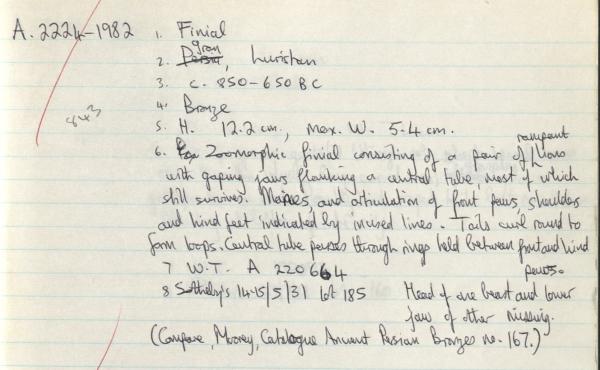 A. 2224-1982
1. Finial
2. Persia Iran, Luristan
3. c. 850-650 BC
843
4. Bronze
5. H. 12.2 cm., max. W. 5.4 cm.
6. Zoomorphic finial consisting of a pair of rampant lions
with gaping jaws flanking a central tube, most of which
still survives. Manes, and articulation of front paws, shoulders
and hind feet indicated by incised lines. Tails curl round to
form loops. Central tube passes through rings held between front and hind
paws.
7 W.T. A 220664
8 Sotheby's 14-15/5/31 lot 185 Head of one beast and lower
jaw of other missing.
(Compare, Moorey, Catalogue Ancient Persian Bronzes no. 167.)